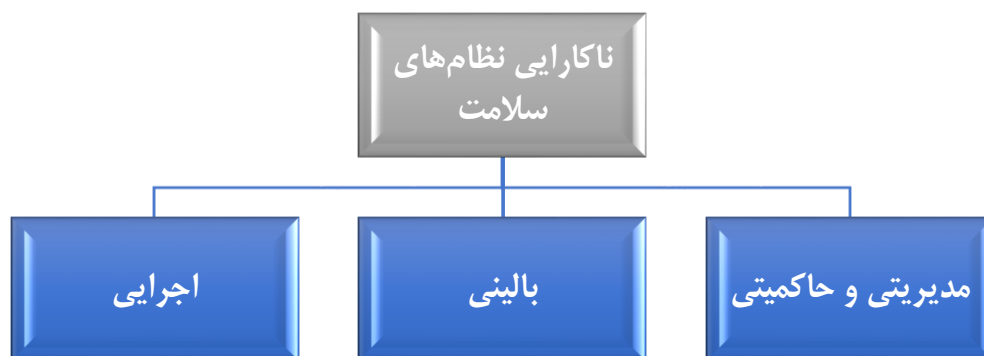 ناکارایی نظام‌های
سلامت
مدیریتی و حاکمیتی
بالینی
اجرایی